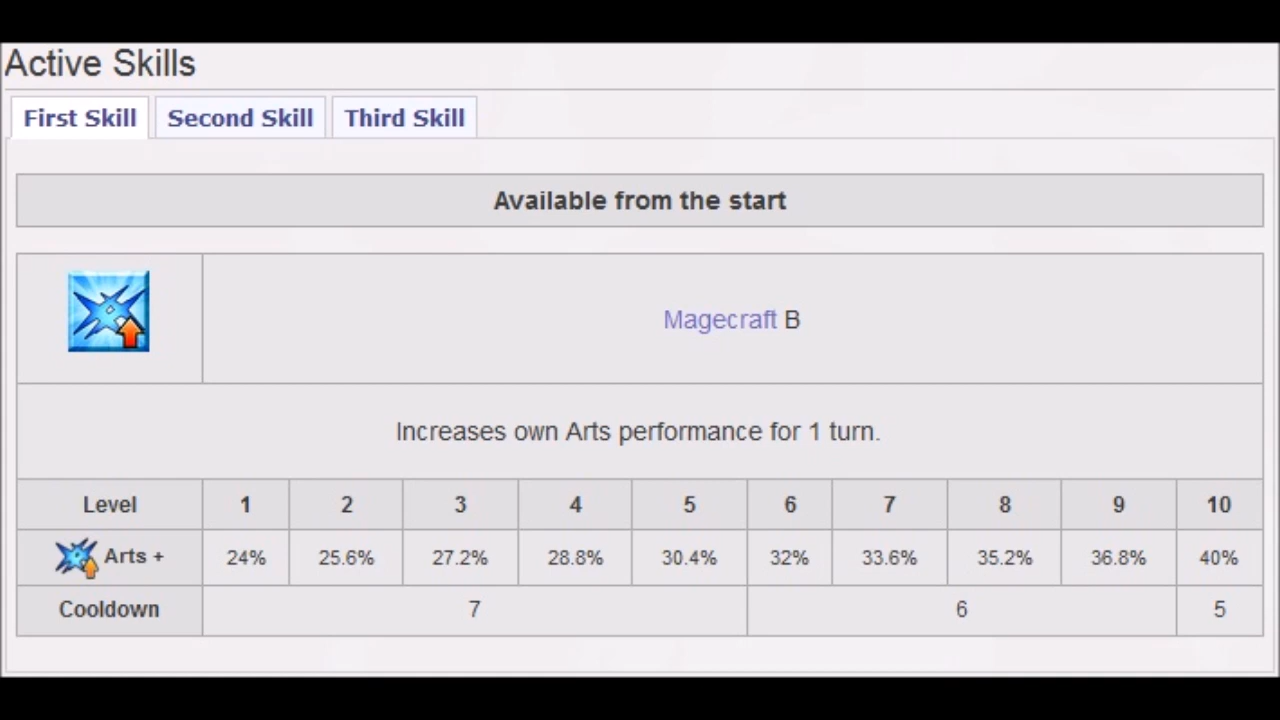 Active Skills
First Skill Second Skill Third Skill
Available from the start
Magecraft B
Increases own Arts performance for 1 turn.
Level 1 2 3 4 5 6 7 8 9 10
Arts + 24% 25.6% 27.2% 28.8% 30.4% 32% 33.6% 35.2% 36.8% 40%
Cooldown 7 6 5